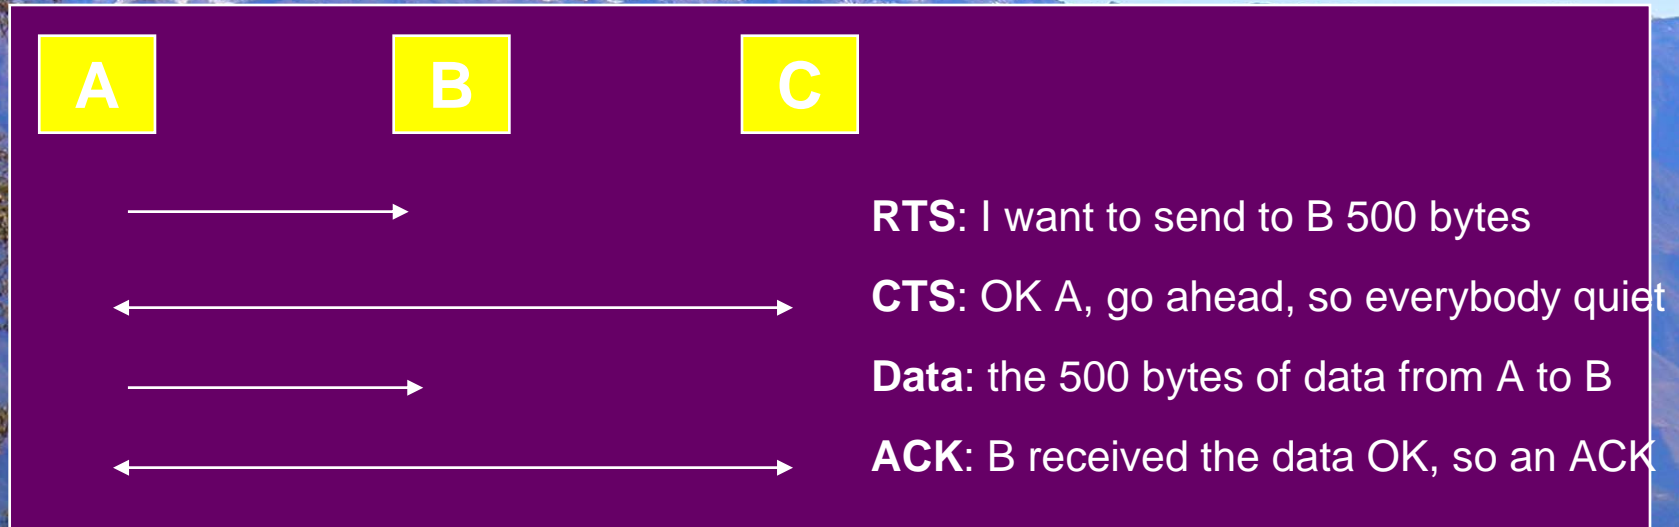 A B C
RTS: I want to send to B 500 bytes
CTS: OK A, go ahead, so everybody quiet
Data: the 500 bytes of data from A to B
ACK: B received the data OK, so an ACK